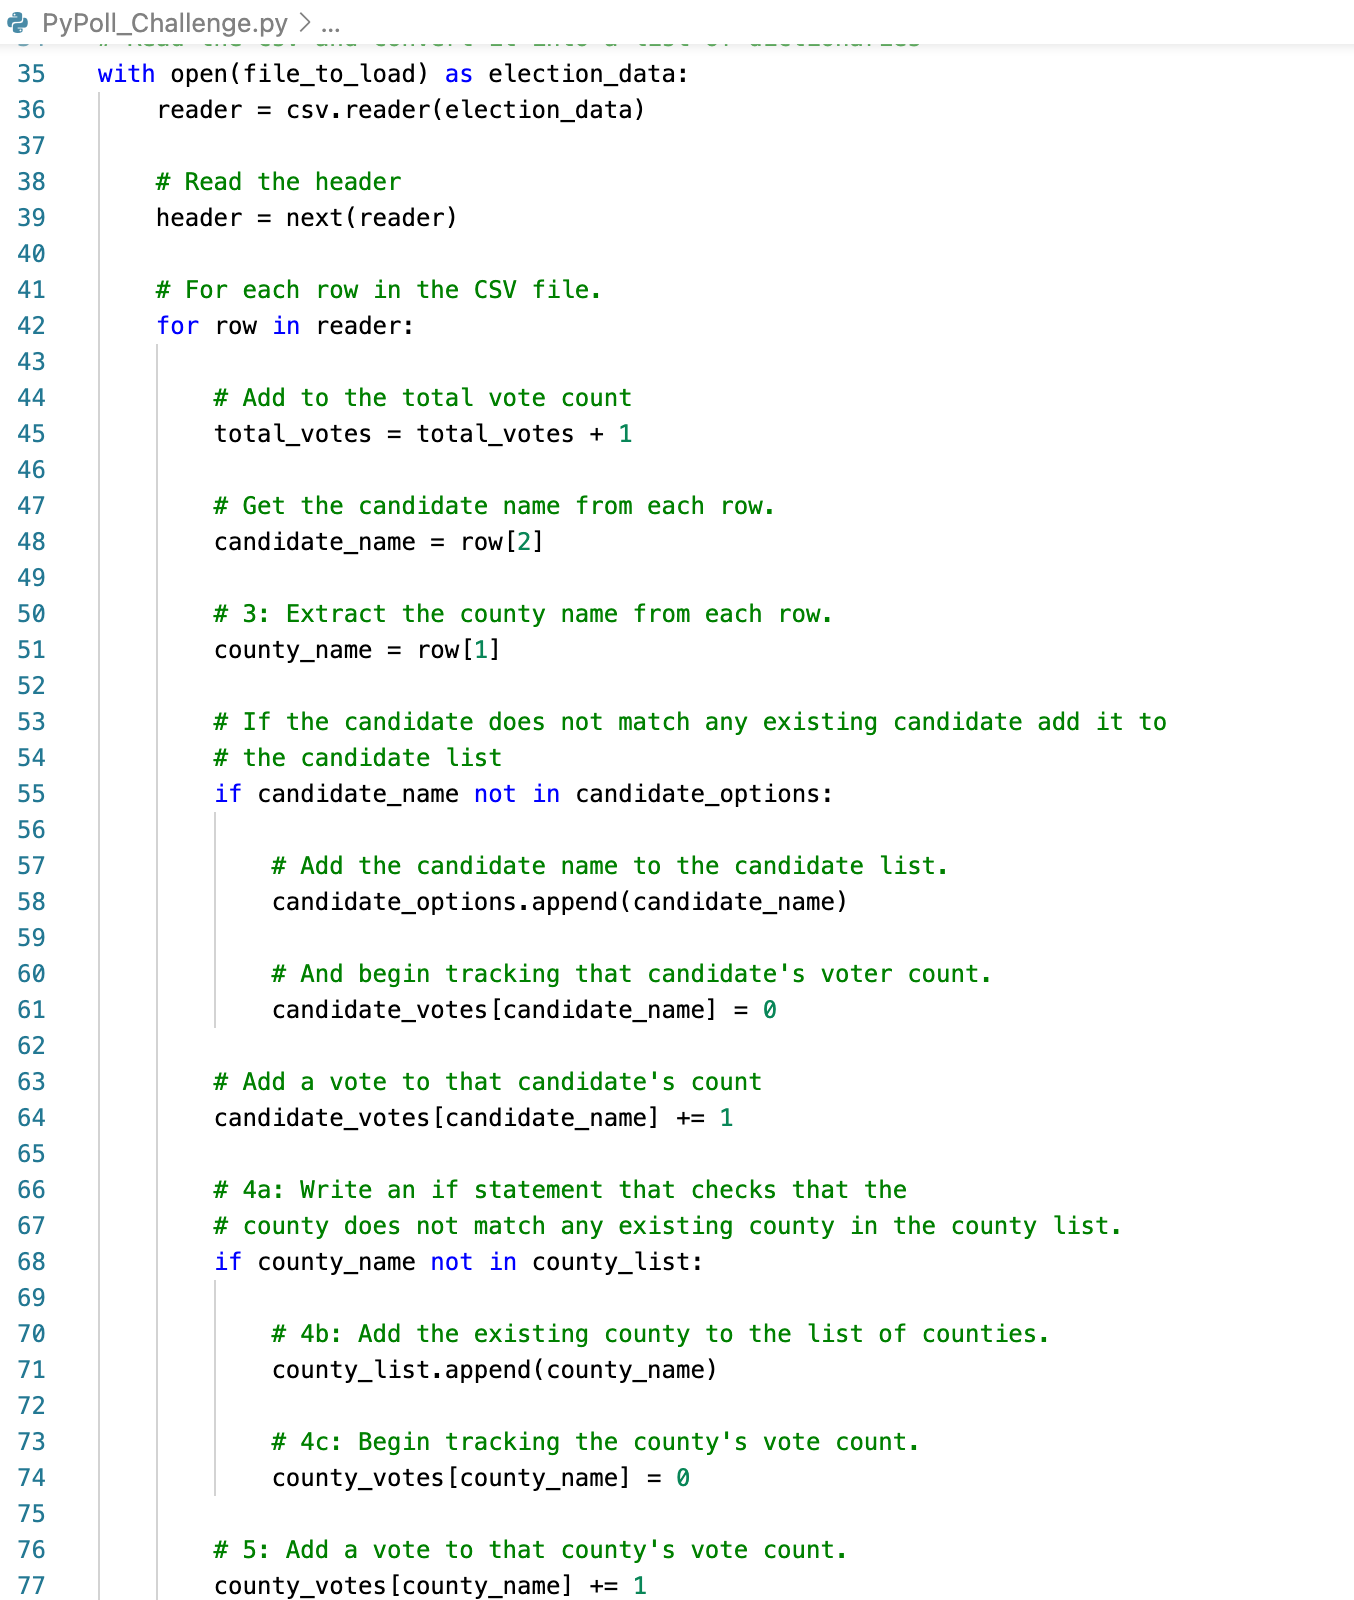 PyPoll_Challenge.py > ...
34 # Read the csv and convert it into a list of dictionaries
35 with open(file_to_load) as election_data:
36 reader = csv.reader(election_data)
37
38 # Read the header
39 header = next(reader)
40
41 # For each row in the CSV file.
42 for row in reader:
43
44 # Add to the total vote count
45 total_votes = total_votes + 1
46
47 # Get the candidate name from each row.
48 candidate_name = row[2]
49
50 # 3: Extract the county name from each row.
51 county_name = row[1]
52
53 # If the candidate does not match any existing candidate add it to
54 # the candidate list
55 if candidate_name not in candidate_options:
56
57 # Add the candidate name to the candidate list.
58 candidate_options.append(candidate_name)
59
60 # And begin tracking that candidate's voter count.
61 candidate_votes[candidate_name] = 0
62
63 # Add a vote to that candidate's count
64 candidate_votes[candidate_name] += 1
65
66 # 4a: Write an if statement that checks that the
67 # county does not match any existing county in the county list.
68 if county_name not in county_list:
69
70 # 4b: Add the existing county to the list of counties.
71 county_list.append(county_name)
72
73 # 4c: Begin tracking the county's vote count.
74 county_votes[county_name] = 0
75
76 # 5: Add a vote to that county's vote count.
77 county_votes[county_name] += 1